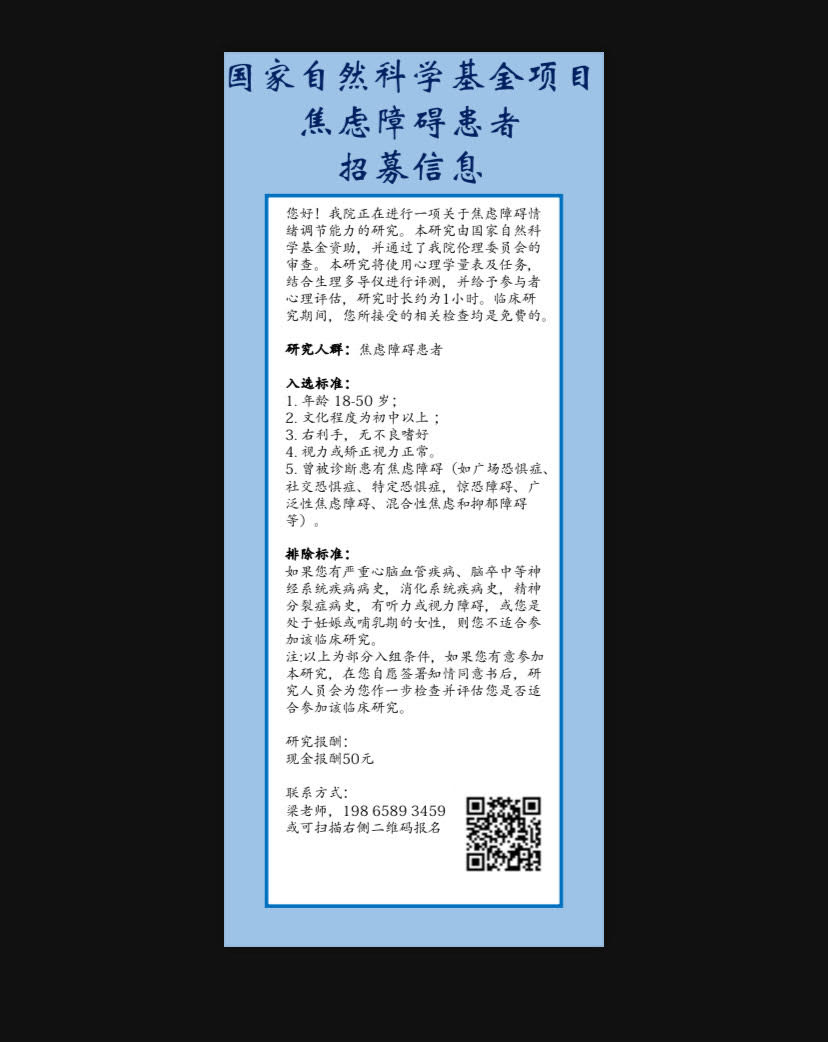 国家自然科学基金项目
焦虑障碍患者
招募信息
您好！我院正在进行一项关于焦虑障碍情
绪调节能力的研究。本研究由国家自然科
学基金资助，并通过了我院伦理委员会的
审查。本研究将使用心理学量表及任务，
结合生理多导仪进行评测，并给予参与者
心理评估，研究时长约为1小时。临床研
究期间，您所接受的相关检查均是免费的。
研究人群：焦虑障碍患者
入选标准：
1. 年龄 18-50 岁；
2. 文化程度为初中以上；
3. 右利手，无不良嗜好
4. 视力或矫正视力正常。
5. 曾被诊断患有焦虑障碍（如广场恐惧症、
社交恐惧症、特定恐惧症，惊恐障碍、广
泛性焦虑障碍、混合性焦虑和抑郁障碍
等）。
排除标准：
如果您有严重心脑血管疾病、脑卒中等神
经系统疾病病史，消化系统疾病史，精神
分裂症病史，有听力或视力障碍，或您是
处于妊娠或哺乳期的女性，则您不适合参
加该临床研究。
注:以上为部分入组条件，如果您有意参加
本研究，在您自愿签署知情同意书后，研
究人员会为您作一步检查并评估您是否适
合参加该临床研究。
研究报酬：
现金报酬50元
联系方式：
梁老师，198 6589 3459
或可扫描右侧二维码报名